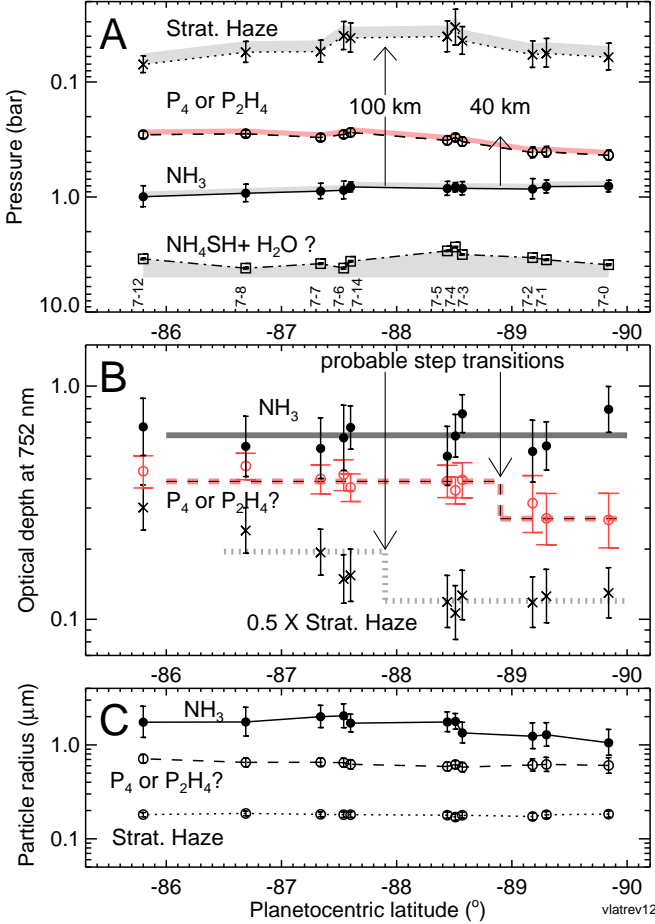 A
Strat. Haze
0.1
P₄ or P₂H₄
100 km
40 km
Pressure (bar)
NH₃
1.0
NH₄SH+ H₂O ?
7-12
7-8
7-7
7-6
7-14
7-5
7-4
7-3
7-2
7-1
7-0
10.0
-86
-87
-88
-89
-90
B
probable step transitions
1.0
NH₃
P₄ or P₂H₄?
Optical depth at 752 nm
0.5 X Strat. Haze
0.1
-86
-87
-88
-89
-90
C
NH₃
1.0
P₄ or P₂H₄?
Particle radius (μm)
Strat. Haze
0.1
-86
-87
-88
-89
-90
Planetocentric latitude (°)
vlatrev12